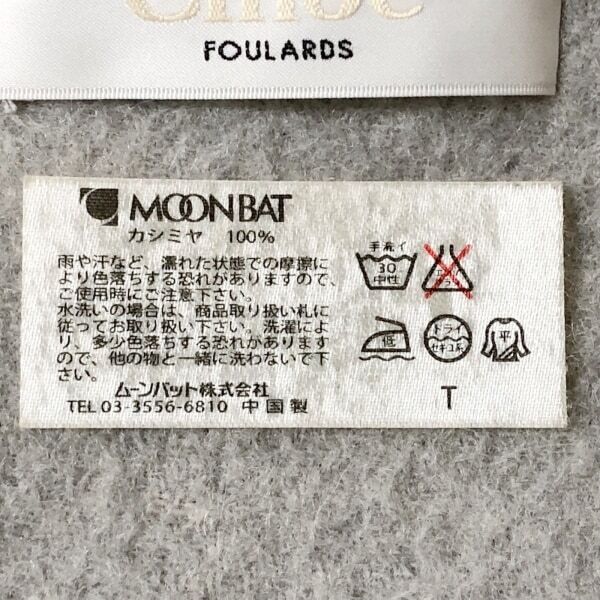 Chloé
FOULARDS
MOONBAT
カシミヤ 100%
雨や汗など、濡れた状態での摩擦に
より色落ちする恐れがありますので、
ご使用時にご注意下さい。
水洗いの場合は、商品取り扱い札に
従ってお取り扱い下さい。洗濯によ
り、多少色落ちする恐れがあります
ので、他の物と一緒に洗わないで下
さい。
ムーンバット株式会社
TEL 03-3556-6810 中国製
手洗イ
30
中性
エンソ
サラシ
低
ドライ
セキユ系
平
T